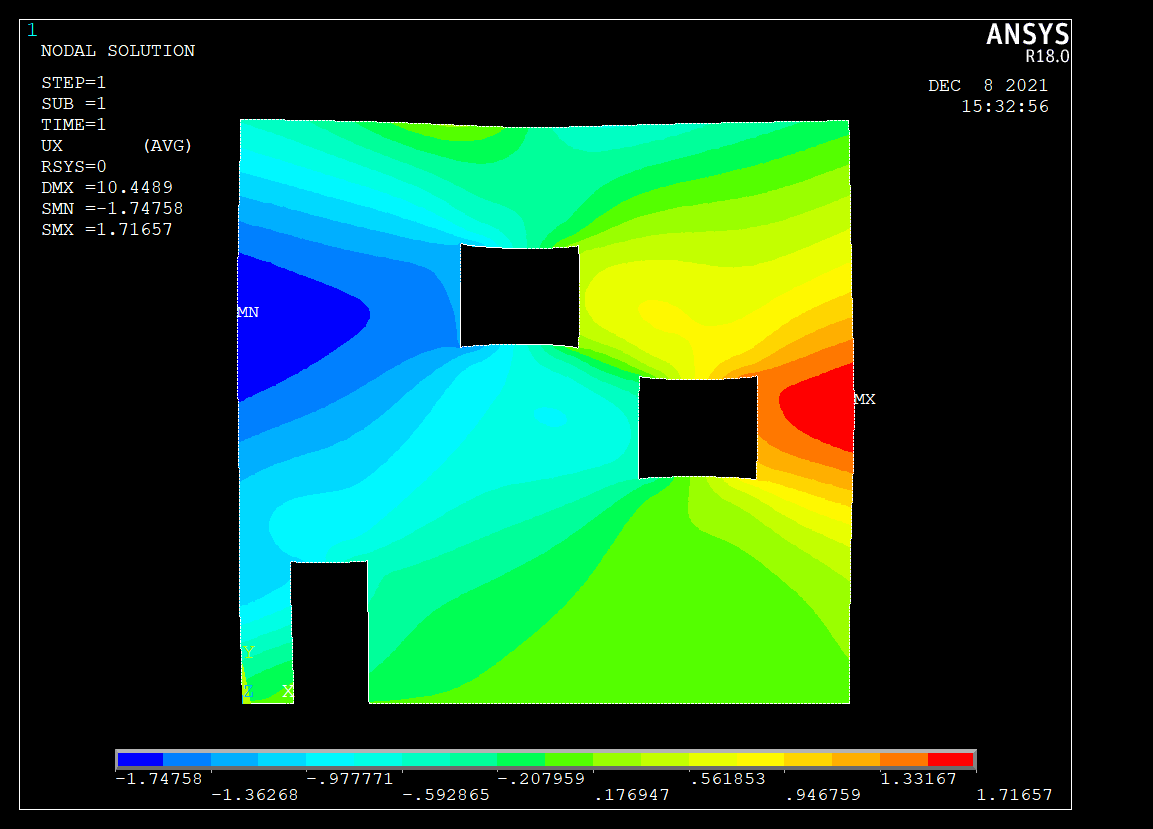 1
ANSYS
R18.0
NODAL SOLUTION
STEP=1
SUB =1
TIME=1
UX (AVG)
RSYS=0
DMX =10.4489
SMN =-1.74758
SMX =1.71657
DEC 8 2021
15:32:56
MN
MX
Y
Z X
-1.74758 -.977771 -.207959 .561853 1.33167
-1.36268 -.592865 .176947 .946759 1.71657